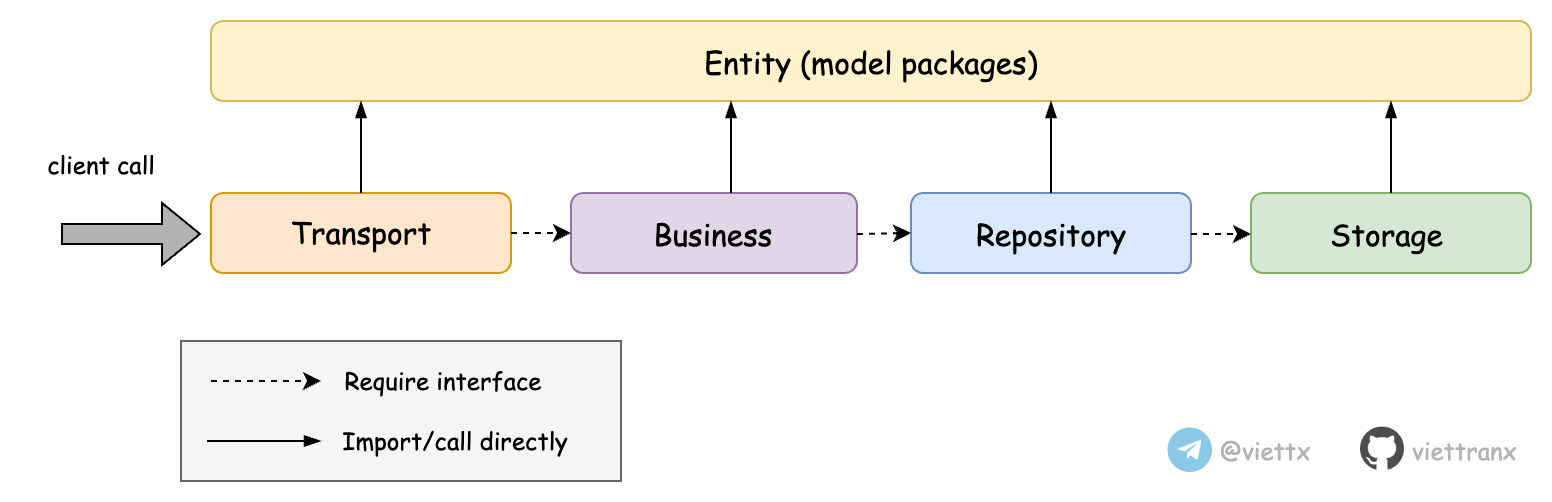 Entity (model packages)
client call
Transport
Business
Repository
Storage
Require interface
Import/call directly
@viettx
viettranx